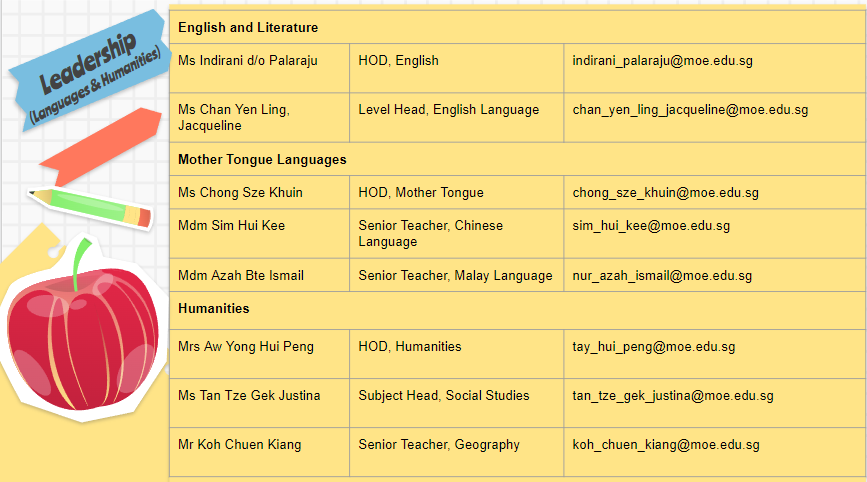 Leadership
(Languages & Humanities)
English and Literature
Ms Indirani d/o Palaraju HOD, English indirani_palaraju@moe.edu.sg
Ms Chan Yen Ling, Level Head, English Language chan_yen_ling_jacqueline@moe.edu.sg
Jacqueline
Mother Tongue Languages
Ms Chong Sze Khuin HOD, Mother Tongue chong_sze_khuin@moe.edu.sg
Mdm Sim Hui Kee Senior Teacher, Chinese sim_hui_kee@moe.edu.sg
Language
Mdm Azah Bte Ismail Senior Teacher, Malay Language nur_azah_ismail@moe.edu.sg
Humanities
Mrs Aw Yong Hui Peng HOD, Humanities tay_hui_peng@moe.edu.sg
Ms Tan Tze Gek Justina Subject Head, Social Studies tan_tze_gek_justina@moe.edu.sg
Mr Koh Chuen Kiang Senior Teacher, Geography koh_chuen_kiang@moe.edu.sg